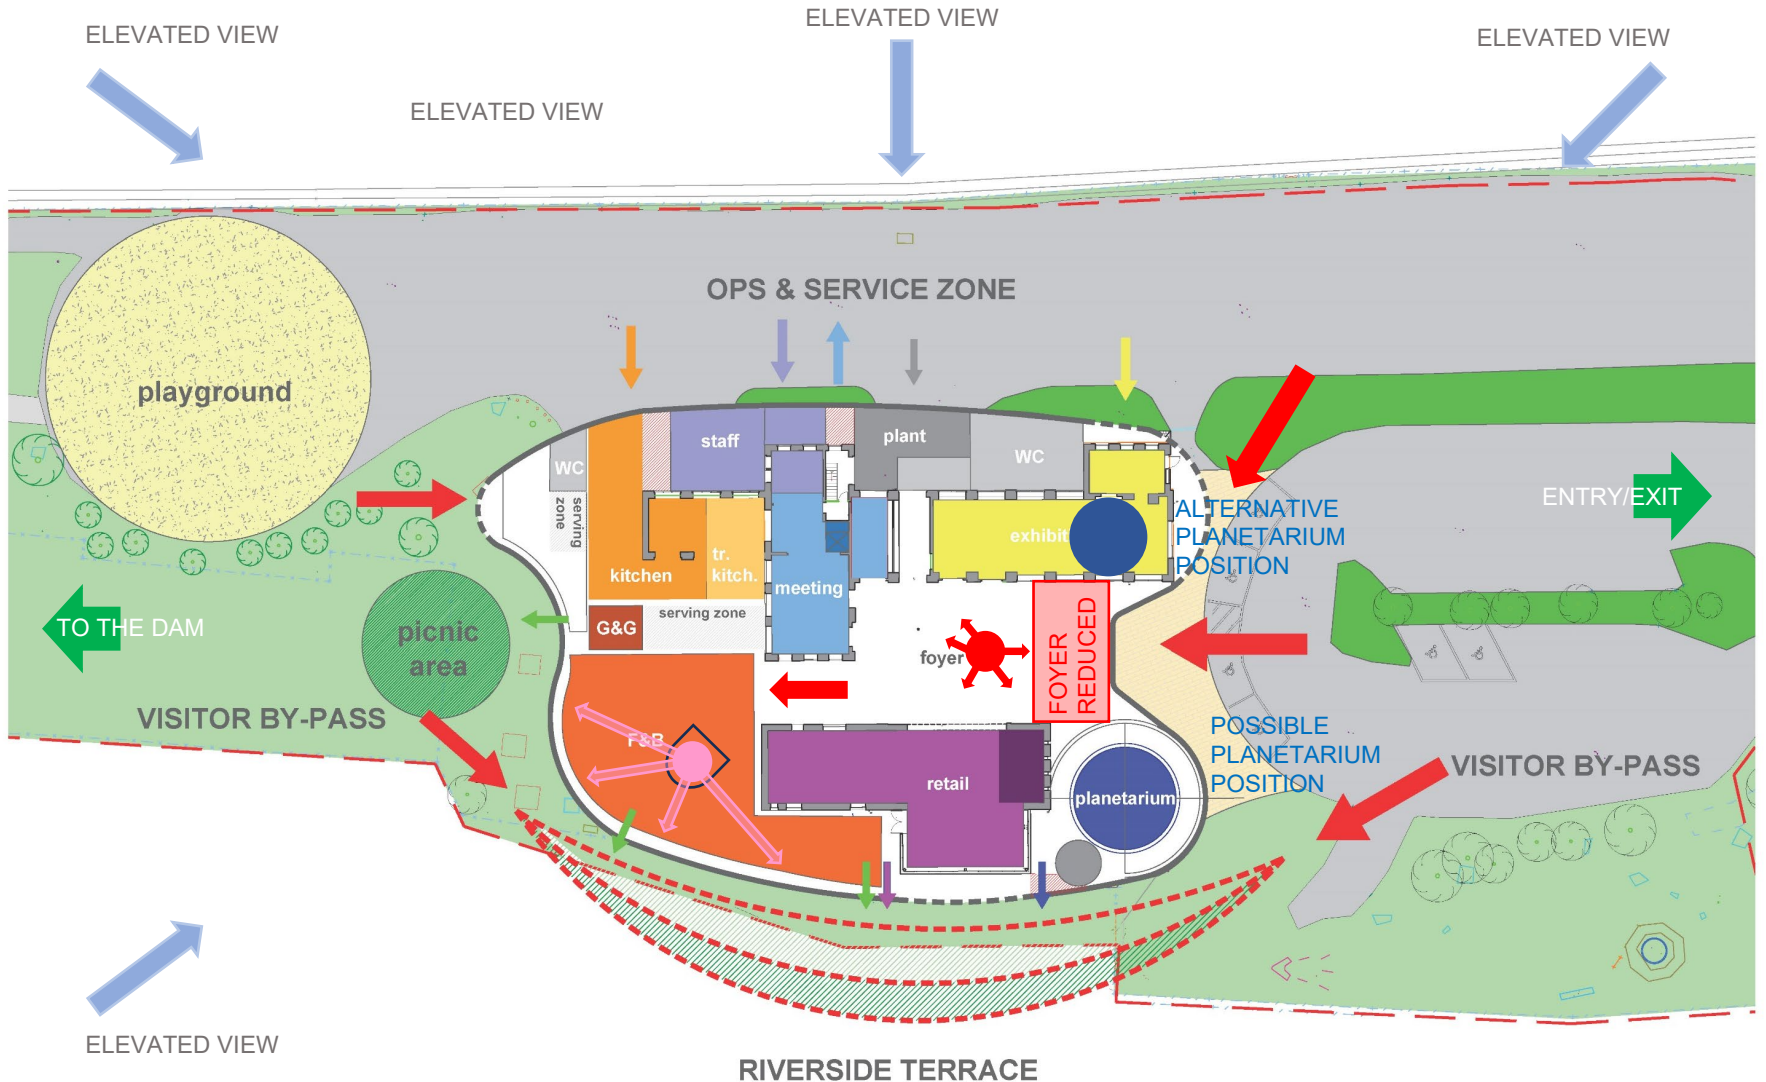 ELEVATED VIEW
ELEVATED VIEW
ELEVATED VIEW
ELEVATED VIEW
OPS & SERVICE ZONE
playground
staff
plant
WC
WC
serving
zone
ENTRY/EXIT
ALTERNATIVE
PLANETARIUM
POSITION
exhibit
tr.
kitch.
kitchen
meeting
serving zone
G&G
TO THE DAM
picnic
area
foyer
FOYER
REDUCED
VISITOR BY-PASS
F&B
POSSIBLE
PLANETARIUM
POSITION
VISITOR BY-PASS
retail
planetarium
ELEVATED VIEW
RIVERSIDE TERRACE